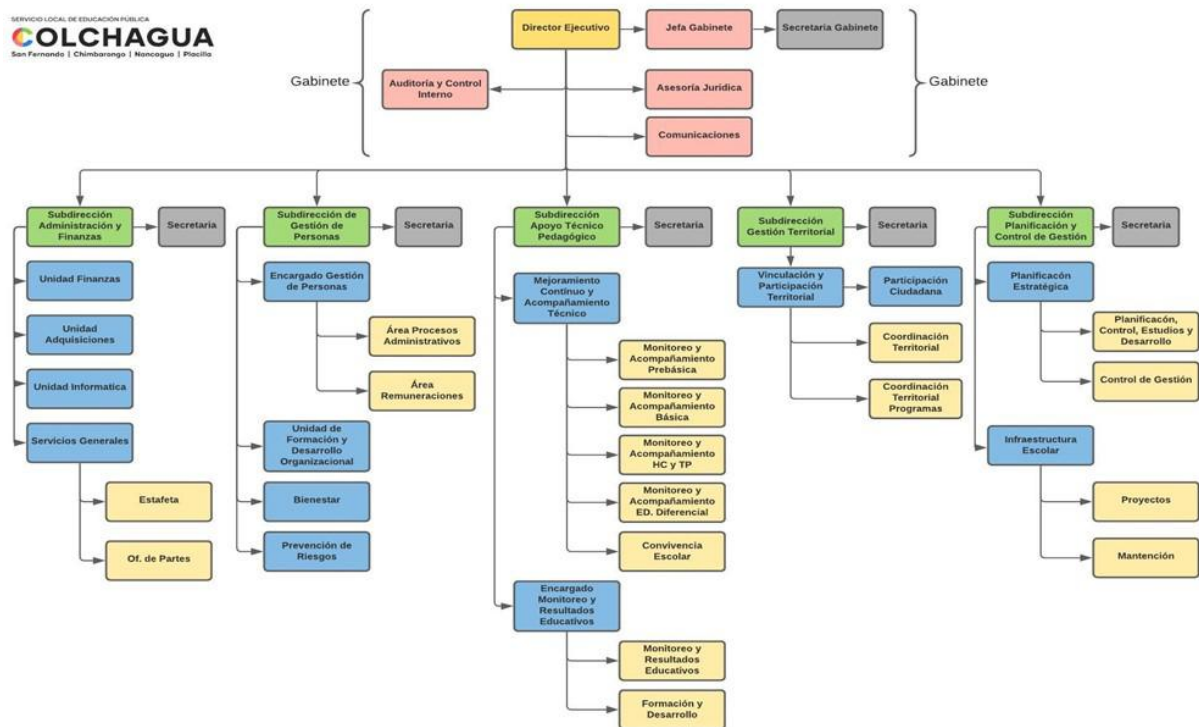 SERVICIO LOCAL DE EDUCACIÓN PÚBLICA
COLCHAGUA
San Fernando | Chimbarongo | Nancagua | Placilla
Director Ejecutivo
Jefa Gabinete
Secretaria Gabinete
Gabinete
Gabinete
Auditoría y Control
Interno
Asesoría Jurídica
Comunicaciones
Subdirección
Administración y
Finanzas
Secretaria
Unidad Finanzas
Unidad
Adquisiciones
Unidad Informatica
Servicios Generales
Estafeta
Of. de Partes
Subdirección de
Gestión de
Personas
Secretaria
Encargado Gestión
de Personas
Área Procesos
Administrativos
Área
Remuneraciones
Unidad de
Formación y
Desarrollo
Organizacional
Bienestar
Prevención de
Riesgos
Subdirección
Apoyo Técnico
Pedagógico
Secretaria
Mejoramiento
Contínuo y
Acompañamiento
Técnico
Monitoreo y
Acompañamiento
Prebásica
Monitoreo y
Acompañamiento
Básica
Monitoreo y
Acompañamiento
HC y TP
Monitoreo y
Acompañamiento
ED. Diferencial
Convivencia
Escolar
Encargado
Monitoreo y
Resultados
Educativos
Monitoreo y
Resultados
Educativos
Formación y
Desarrollo
Subdirección
Gestión Territorial
Secretaria
Vinculación y
Participación
Territorial
Participación
Ciudadana
Coordinación
Territorial
Coordinación
Territorial
Programas
Subdirección
Planificación y
Control de Gestión
Secretaria
Planificacón
Estratégica
Planificacón,
Control, Estudios y
Desarrollo
Control de Gestión
Infraestructura
Escolar
Proyectos
Mantención